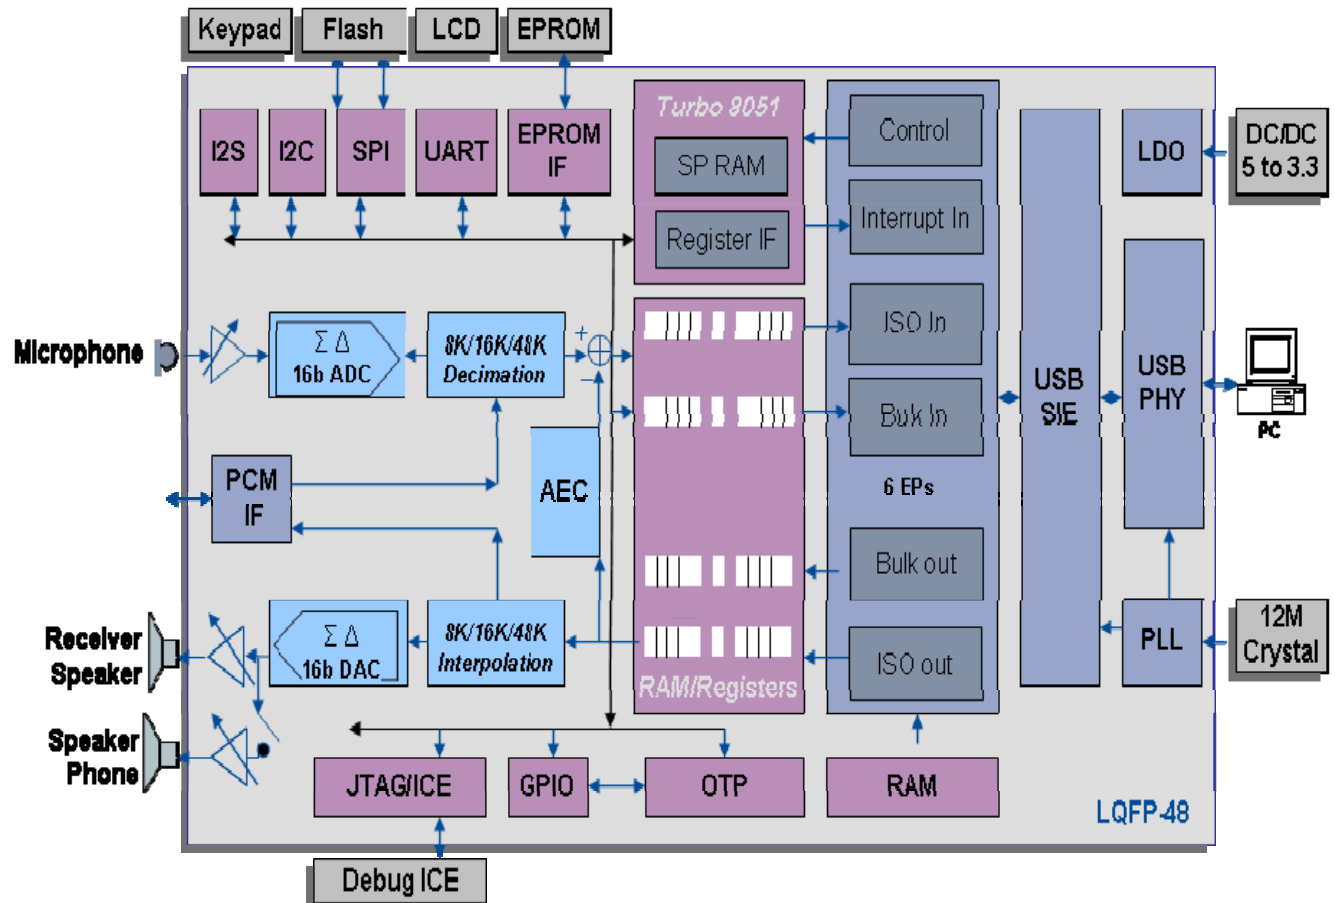 Keypad
Flash
LCD
EPROM
I2S
I2C
SPI
UART
EPROM
IF
Turbo 8051
SP RAM
Register IF
Control
Interrupt In
ISO In
Buk In
6 EPs
Bulk out
ISO out
USB
SIE
LDO
DC/DC
5 to 3.3
USB
PHY
PC
PLL
12M
Crystal
Microphone
Σ Δ
16b ADC
8K/16K/48K
Decimation
+
−
PCM
IF
AEC
Receiver
Speaker
Σ Δ
16b DAC
8K/16K/48K
Interpolation
RAM/Registers
Speaker
Phone
JTAG/ICE
GPIO
OTP
RAM
LQFP-48
Debug ICE